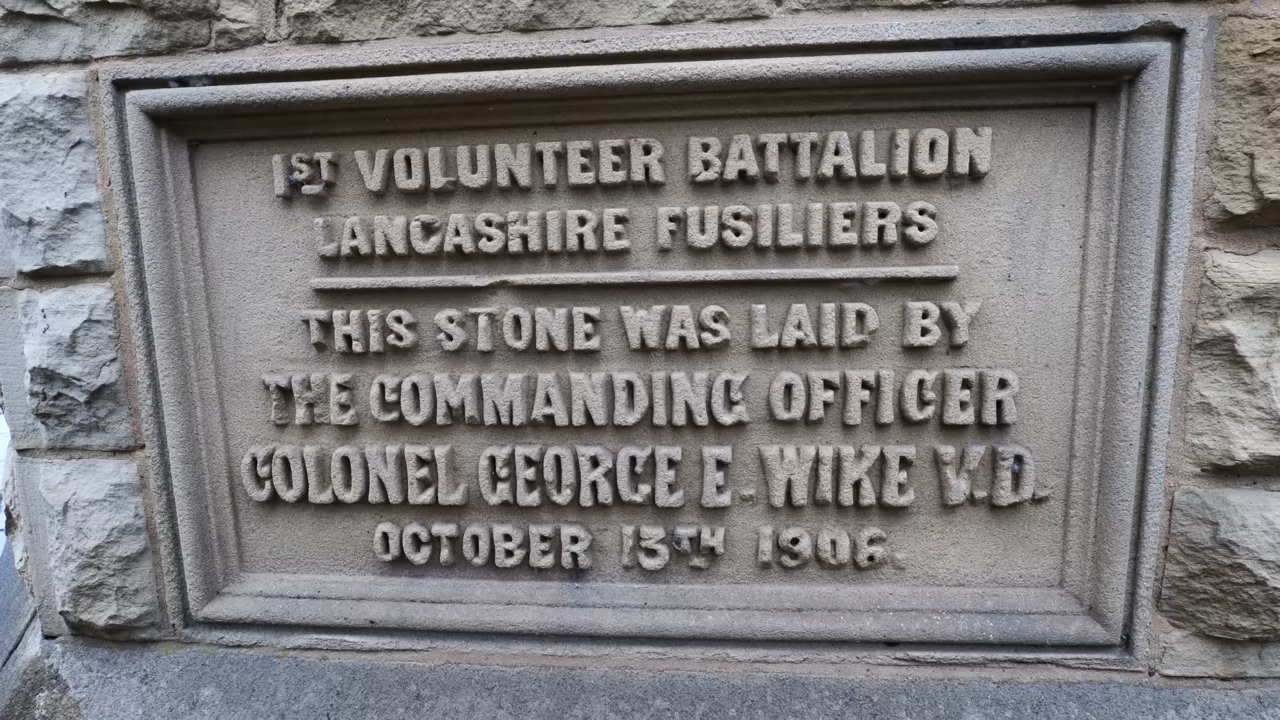 1ST VOLUNTEER BATTALION
LANCASHIRE FUSILIERS
THIS STONE WAS LAID BY
THE COMMANDING OFFICER
COLONEL GEORGE E. WIKE V.D.
OCTOBER 13TH 1906.